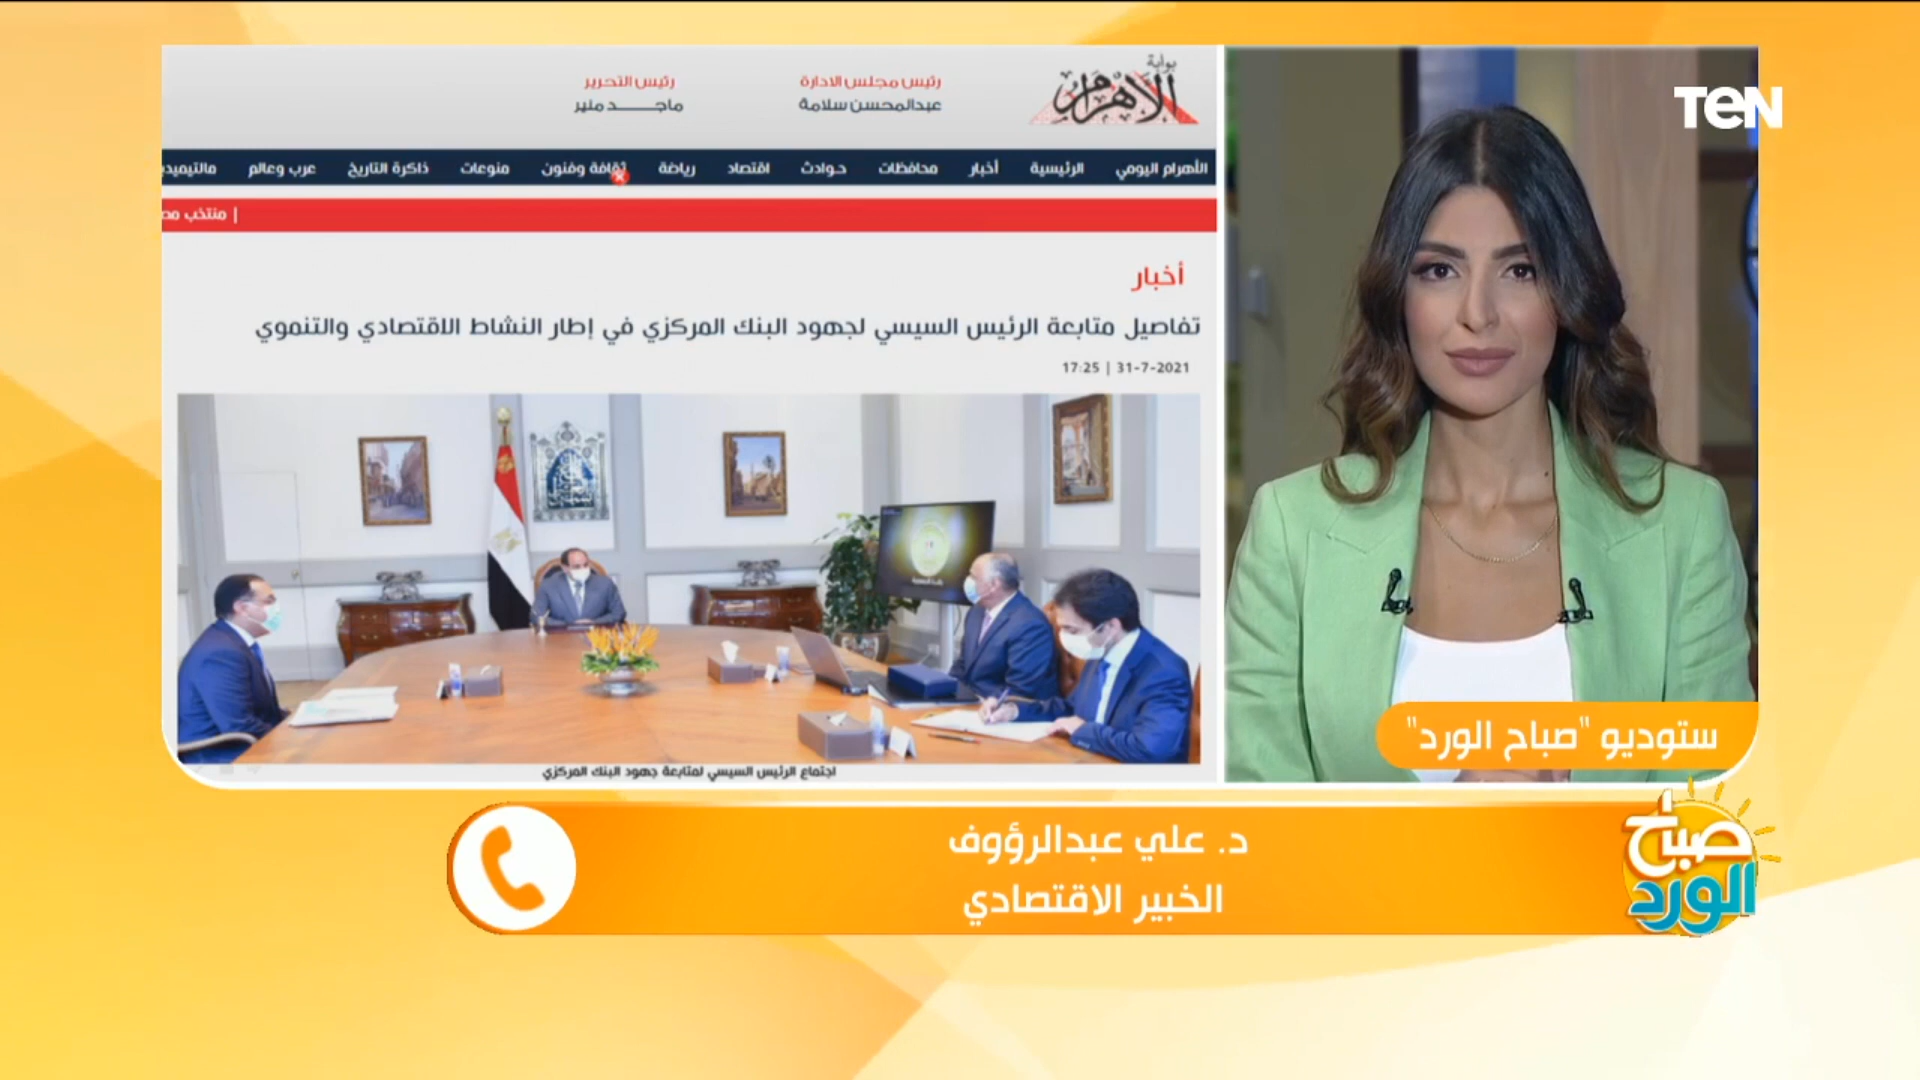 TeN
بوابة
الأهرام
رئيس مجلس الادارة
عبدالمحسن سلامة
رئيس التحرير
ماجـــــد منير
الأهرام اليومي الرئيسية أخبار محافظات حوادث اقتصاد رياضة ثقافة وفنون منوعات ذاكرة التاريخ عرب وعالم مالتيميديا
| منتخب مص
أخبار
تفاصيل متابعة الرئيس السيسي لجهود البنك المركزي في إطار النشاط الاقتصادي والتنموي
31-7-2021 | 17:25
اجتماع الرئيس السيسي لمتابعة جهود البنك المركزي
ستوديو "صباح الورد"
د. علي عبدالرؤوف
الخبير الاقتصادي
صباح
الورد